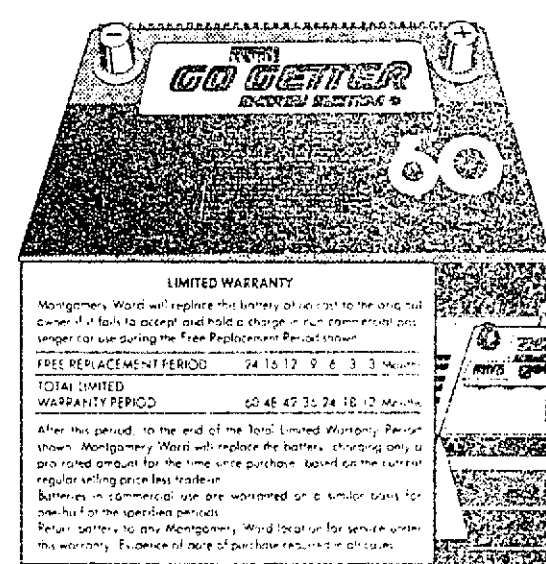 − +
GO GETTER
60
LIMITED WARRANTY
Montgomery Ward will replace this battery at no cost to the original
owner if it fails to accept and hold a charge in non commercial pas-
senger car use during the Free Replacement Period shown
FREE REPLACEMENT PERIOD 24 15 12 9 6 3 3 Months
TOTAL LIMITED
WARRANTY PERIOD 60 48 42 36 24 18 12 Months
After this period, to the end of the Total Limited Warranty Period
shown Montgomery Ward will replace the battery, charging only a
pro rated amount for the time since purchase, based on the current
regular selling price less trade-in
Batteries in commercial use are warranted on a similar basis for
one-half of the specified periods
Return battery to any Montgomery Ward location for service under
this warranty. Evidence of date of purchase required in all cases